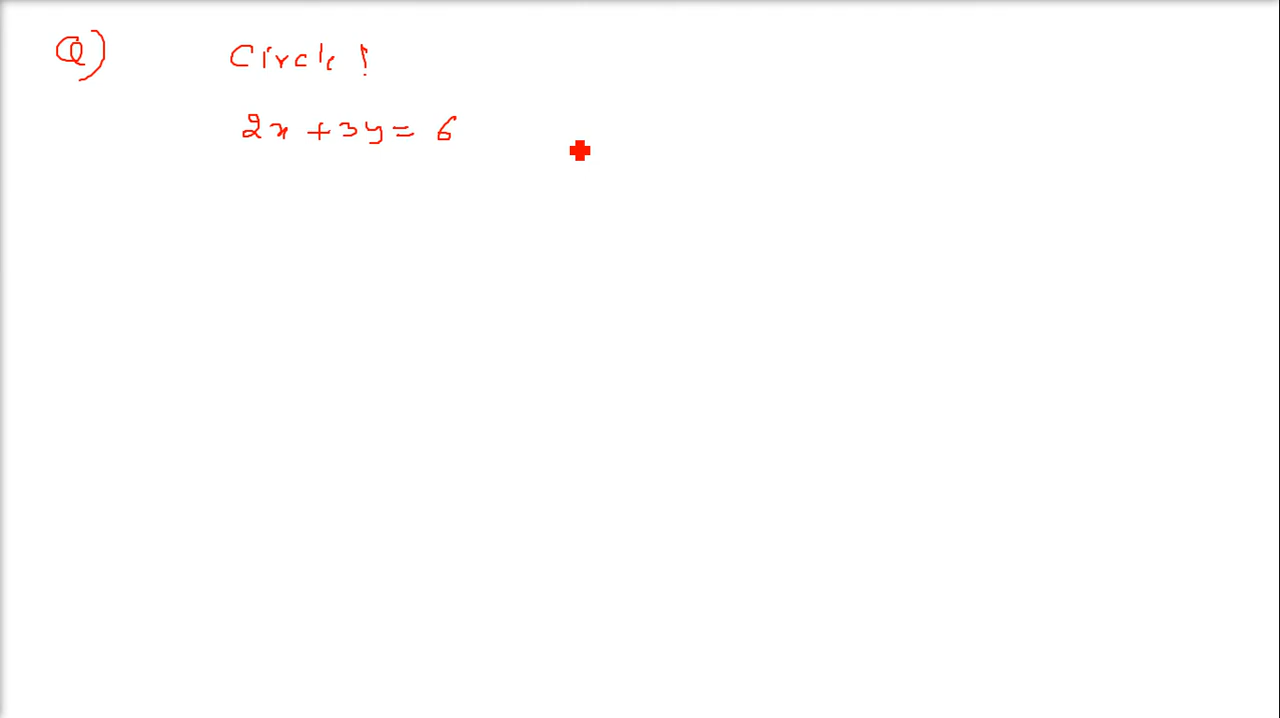 Q) Circle !
2x + 3y = 6